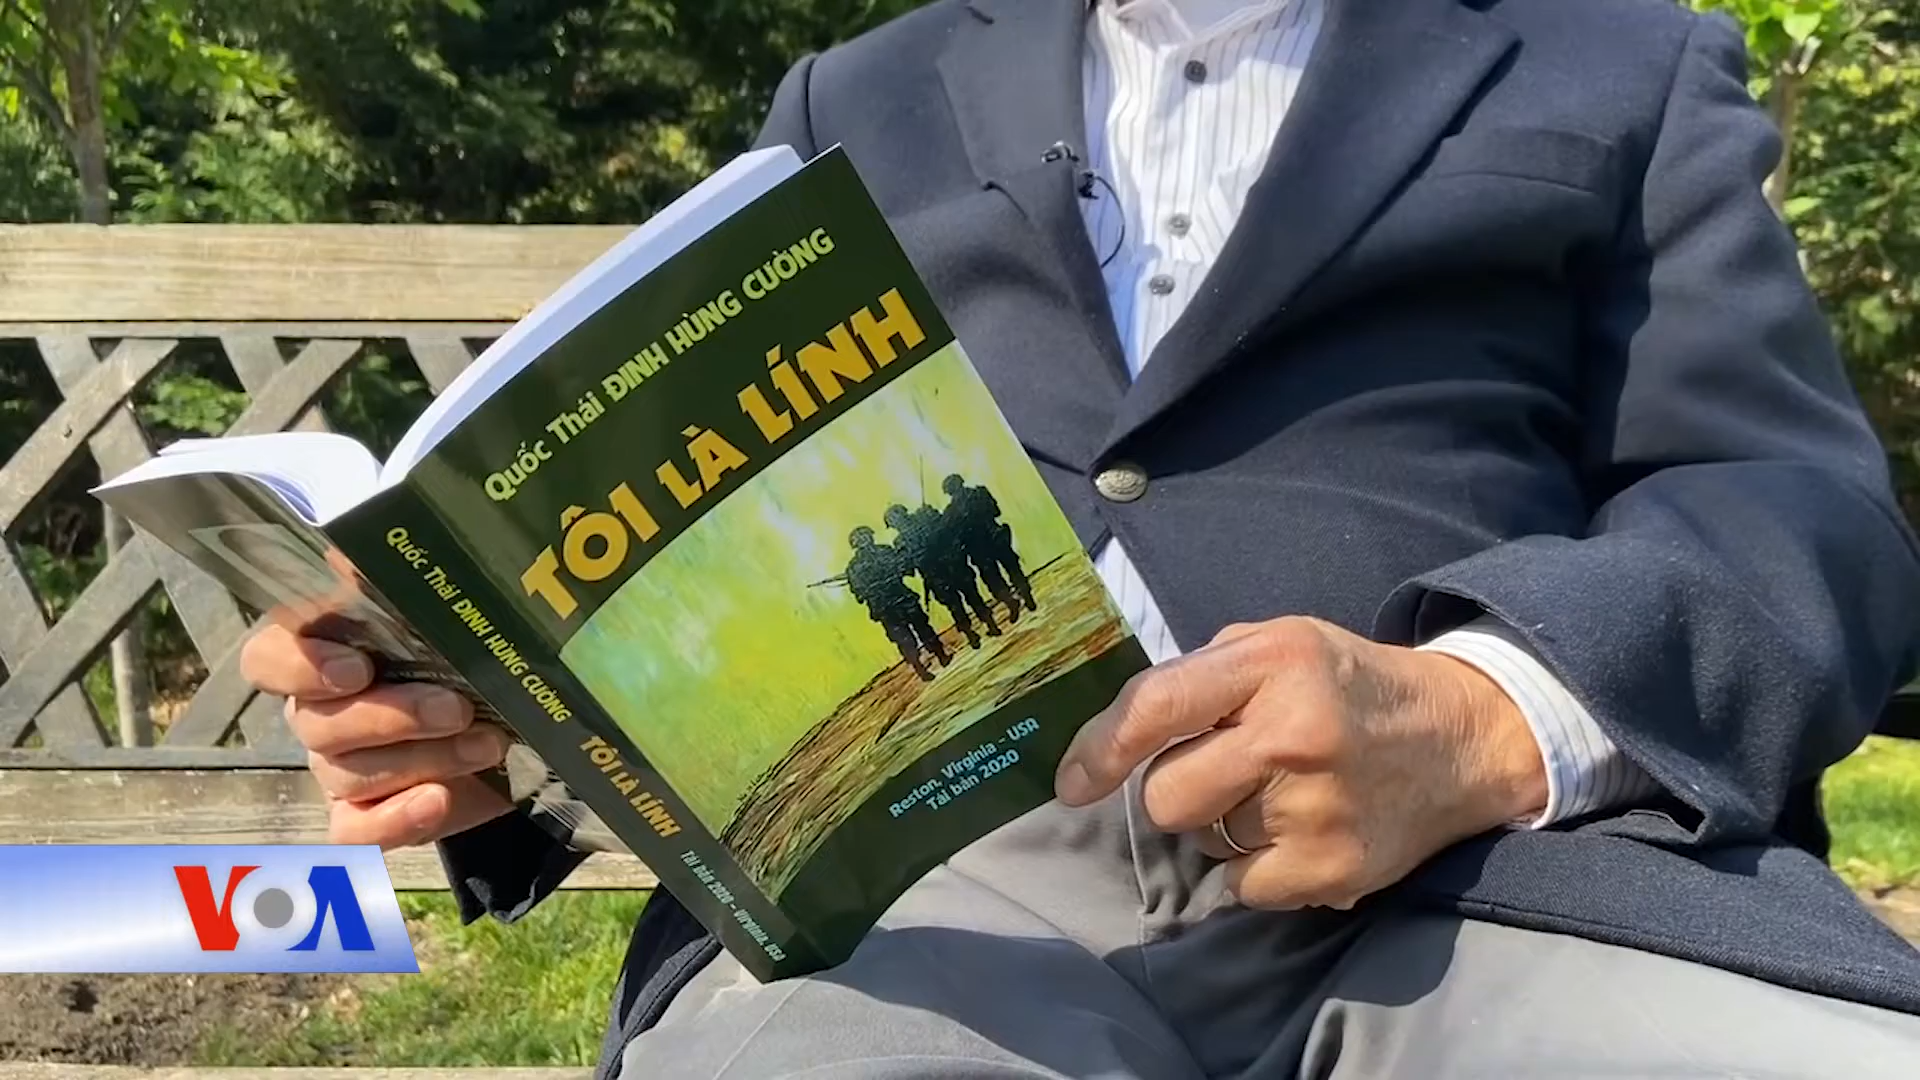 Quốc Thái ĐINH HÙNG CƯỜNG
TÔI LÀ LÍNH
Reston, Virginia - USA
Tái bản 2020
Quốc Thái ĐINH HÙNG CƯỜNG
TÔI LÀ LÍNH
Tái bản 2020 - Virginia, USA
VOA